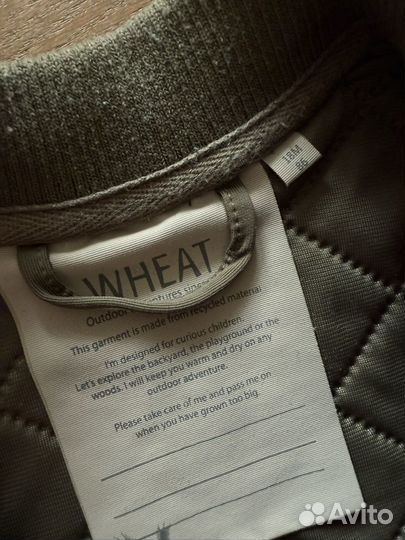 WHEAT
Outdoor
This garment is made from recycled material
I'm designed for curious children.
Let's explore the backyard, the playground or the
woods. I will keep you warm and dry on any
outdoor adventure.
Please take care of me and pass me on
when you have grown too big.
18M
86
Avito